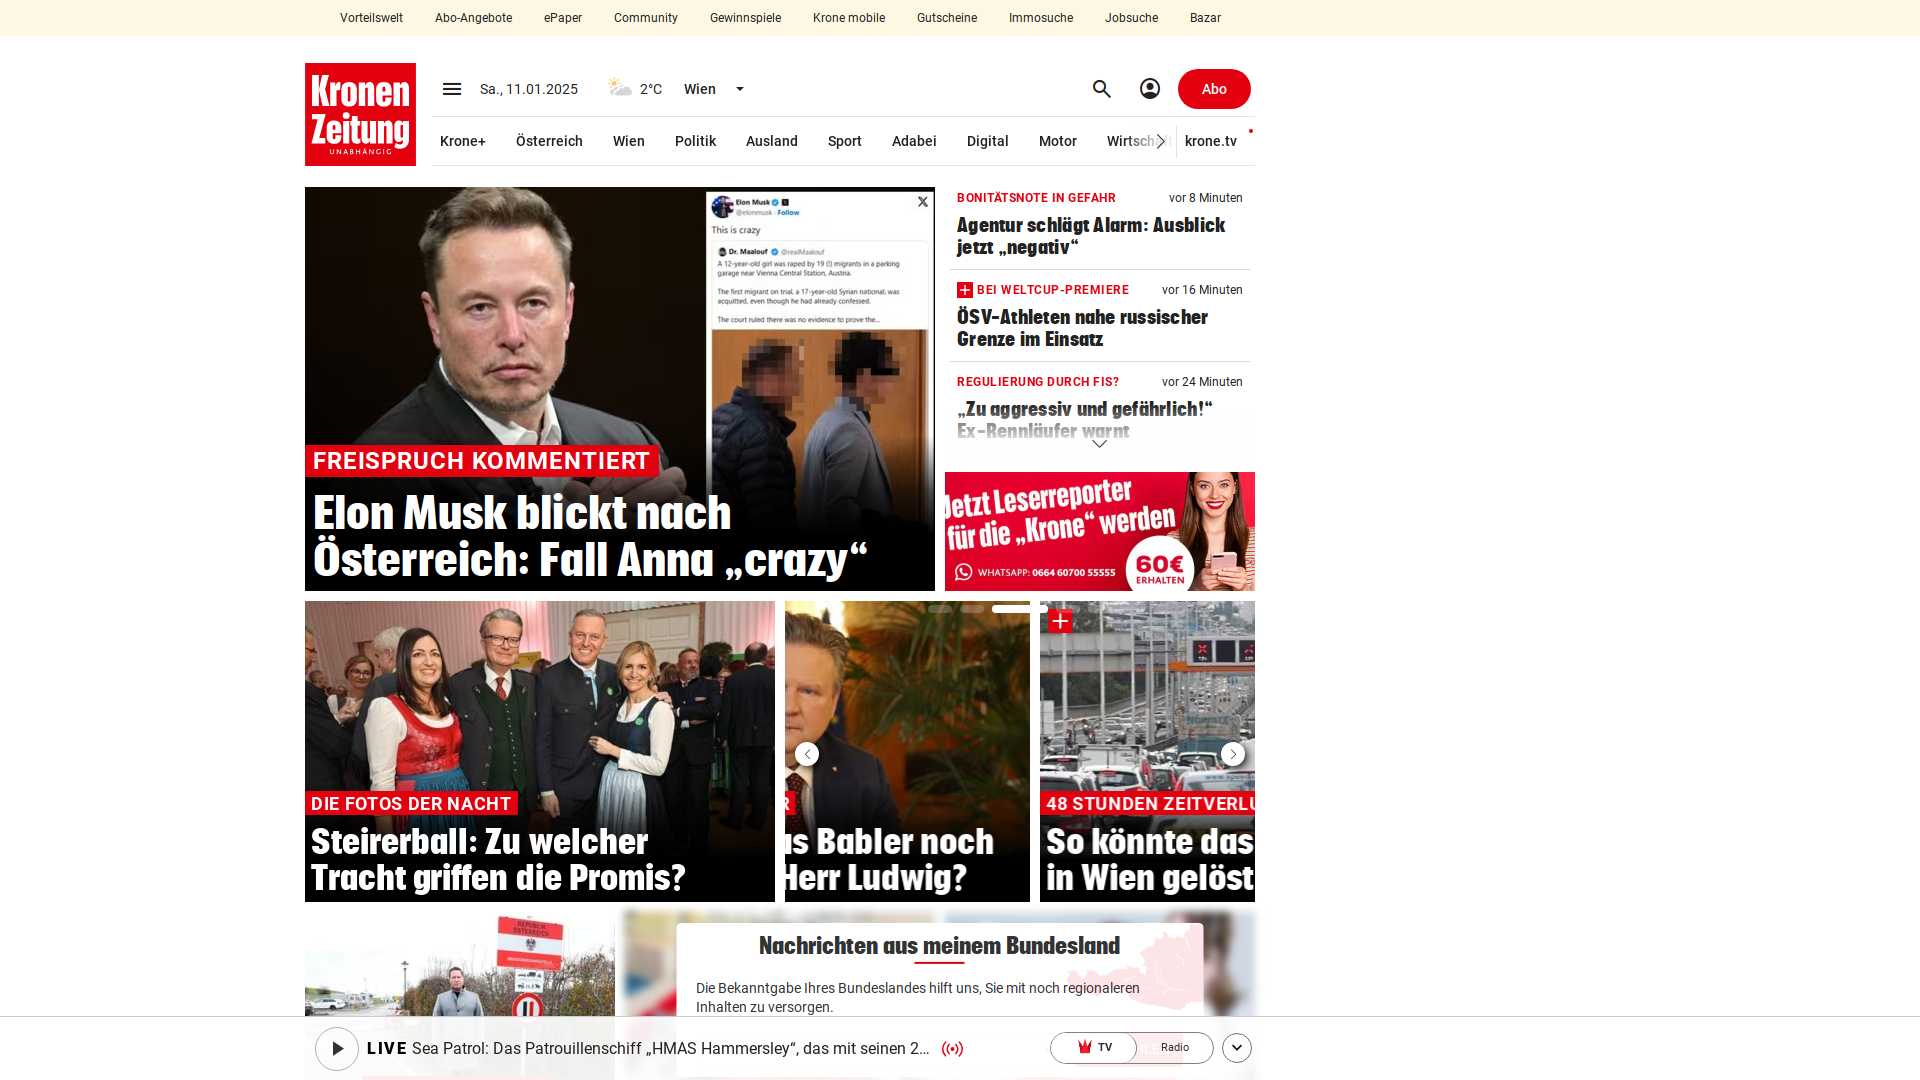 Vorteilswelt Abo-Angebote ePaper Community Gewinnspiele Krone mobile Gutscheine Immosuche Jobsuche Bazar
Kronen
Zeitung
UNABHÄNGIG
Sa., 11.01.2025 2°C Wien
Abo
Krone+ Österreich Wien Politik Ausland Sport Adabei Digital Motor Wirtsch krone.tv
Elon Musk
@elonmusk · Follow
This is crazy
Dr. Maalouf @realMaalouf
A 12-year-old girl was raped by 19 (!) migrants in a parking
garage near Vienna Central Station, Austria.
The first migrant on trial, a 17-year-old Syrian national, was
acquitted, even though he had already confessed.
The court ruled there was no evidence to prove the...
FREISPRUCH KOMMENTIERT
Elon Musk blickt nach
Österreich: Fall Anna „crazy“
BONITÄTSNOTE IN GEFAHR vor 8 Minuten
Agentur schlägt Alarm: Ausblick
jetzt „negativ“
BEI WELTCUP-PREMIERE vor 16 Minuten
ÖSV-Athleten nahe russischer
Grenze im Einsatz
REGULIERUNG DURCH FIS? vor 24 Minuten
„Zu aggressiv und gefährlich!“
Ex-Rennläufer warnt
Jetzt Leserreporter
für die „Krone“ werden
WHATSAPP: 0664 60700 55555
60€
ERHALTEN
DIE FOTOS DER NACHT
Steirerball: Zu welcher
Tracht griffen die Promis?
R
as Babler noch
Herr Ludwig?
48 STUNDEN ZEITVERLU
So könnte das
in Wien gelöst
REPUBLIK
ÖSTERREICH
Nachrichten aus meinem Bundesland
Die Bekanntgabe Ihres Bundeslandes hilft uns, Sie mit noch regionaleren
Inhalten zu versorgen.
LIVE Sea Patrol: Das Patrouillenschiff „HMAS Hammersley“, das mit seinen 2...
TV Radio